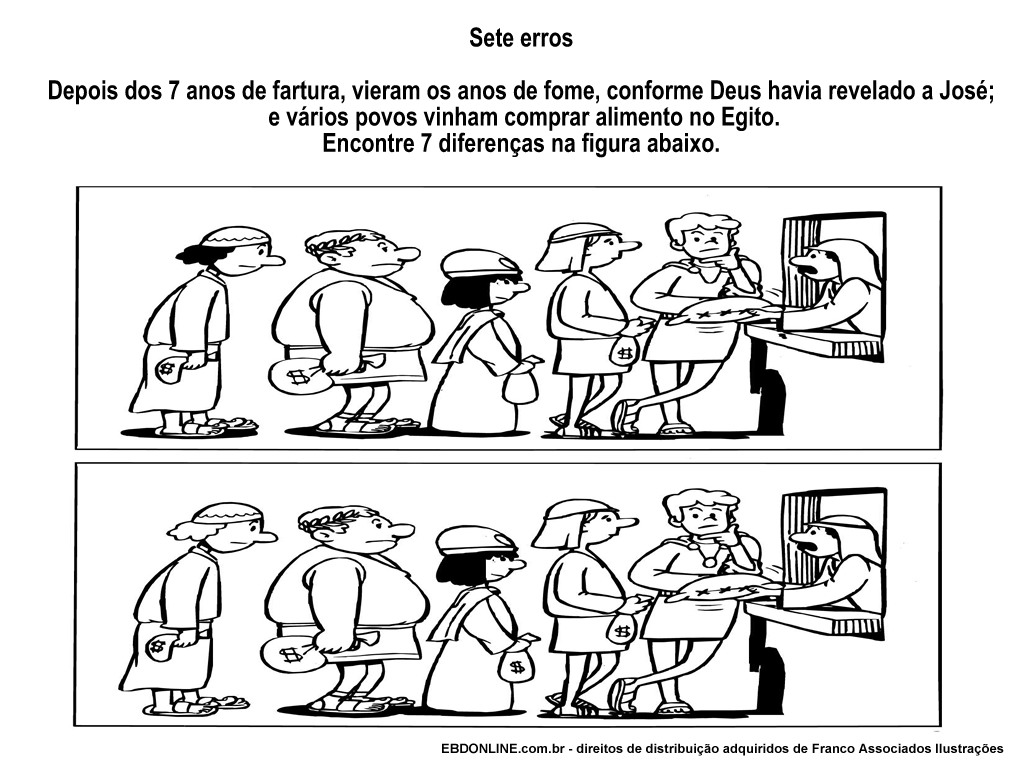 Sete erros
Depois dos 7 anos de fartura, vieram os anos de fome, conforme Deus havia revelado a José;
e vários povos vinham comprar alimento no Egito.
Encontre 7 diferenças na figura abaixo.
$ $ $
$ $ $ $
EBDONLINE.com.br - direitos de distribuição adquiridos de Franco Associados Ilustrações